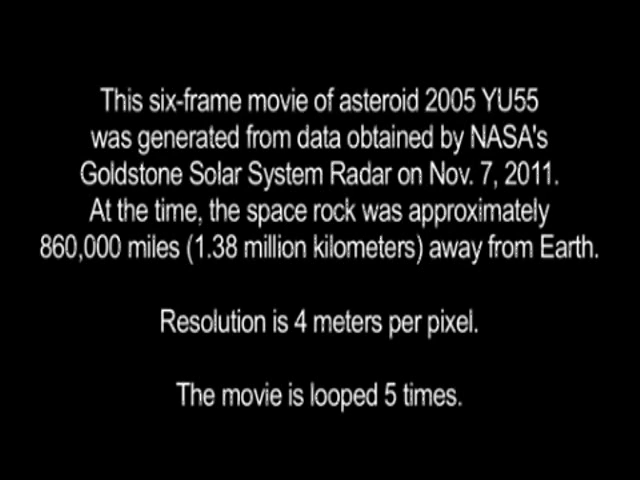 This six-frame movie of asteroid 2005 YU55
was generated from data obtained by NASA's
Goldstone Solar System Radar on Nov. 7, 2011.
At the time, the space rock was approximately
860,000 miles (1.38 million kilometers) away from Earth.
Resolution is 4 meters per pixel.
The movie is looped 5 times.